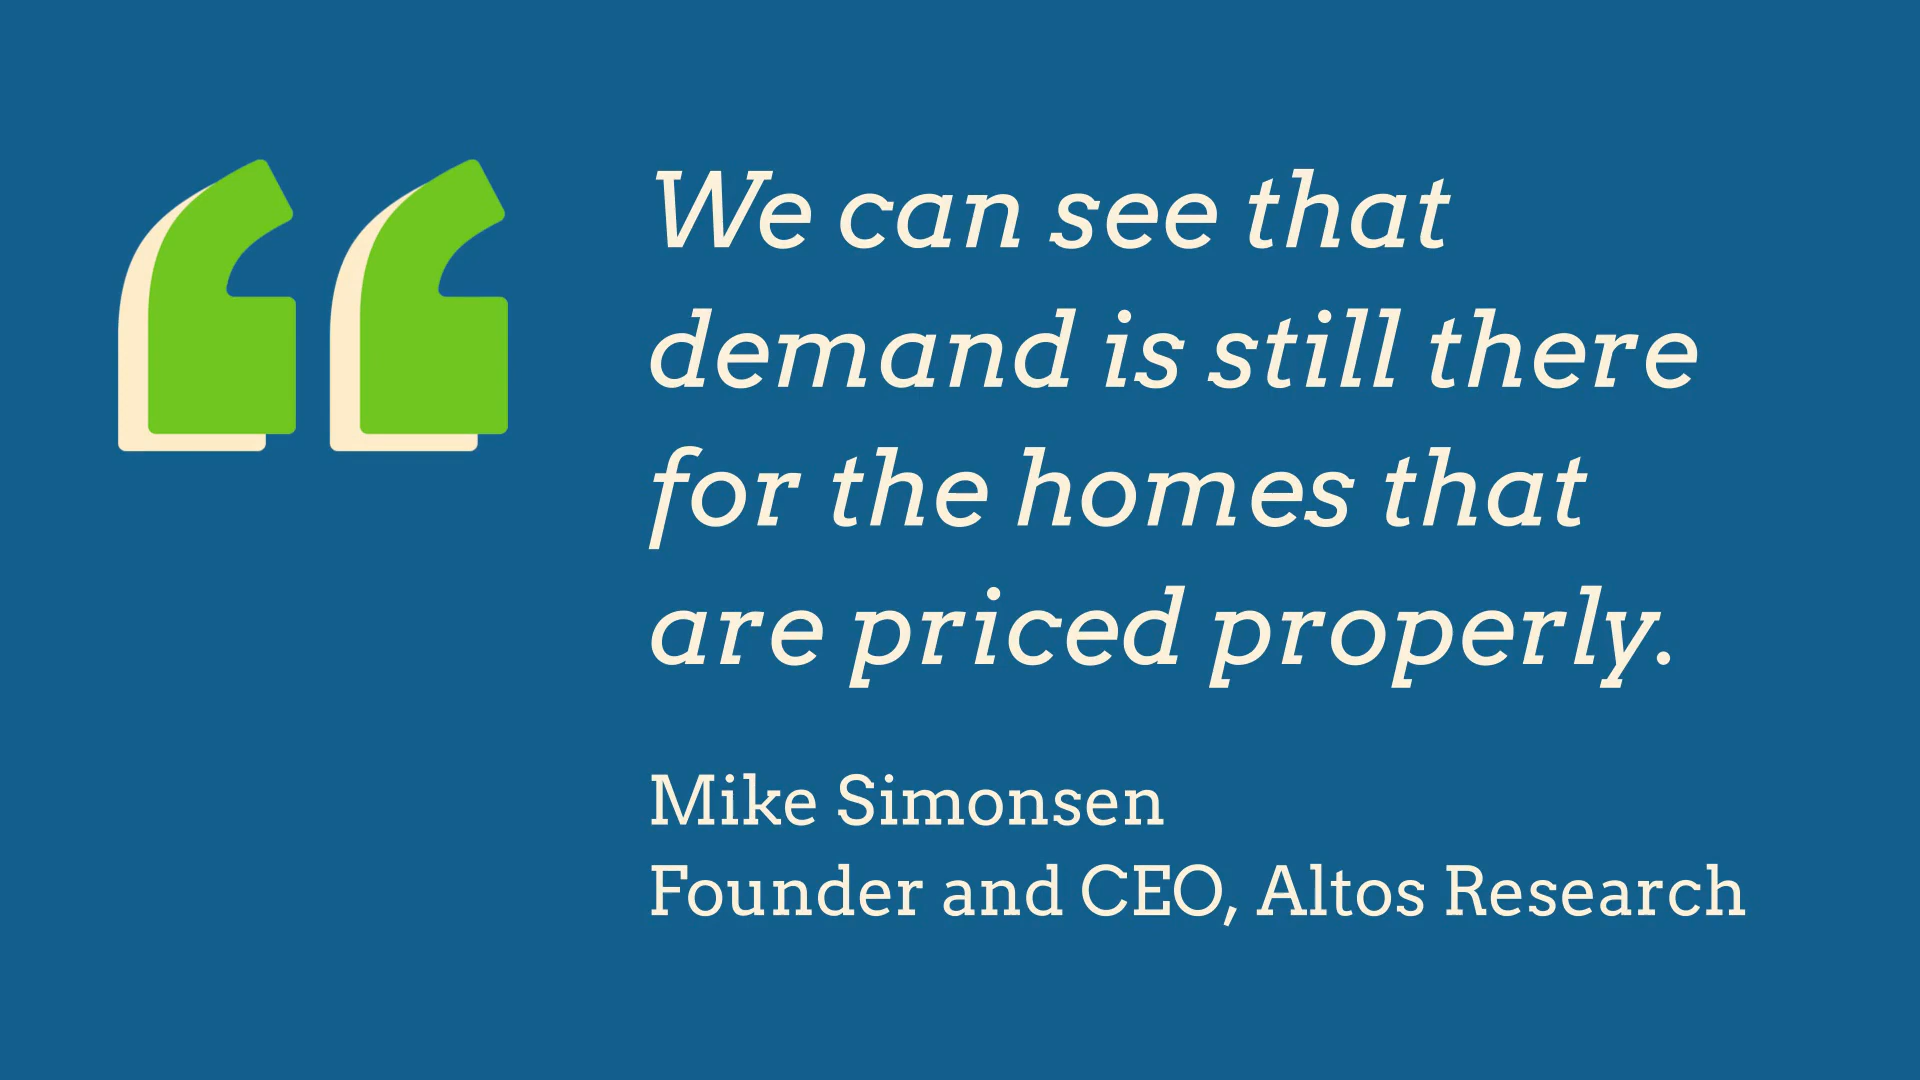 We can see that
demand is still there
for the homes that
are priced properly.
Mike Simonsen
Founder and CEO, Altos Research